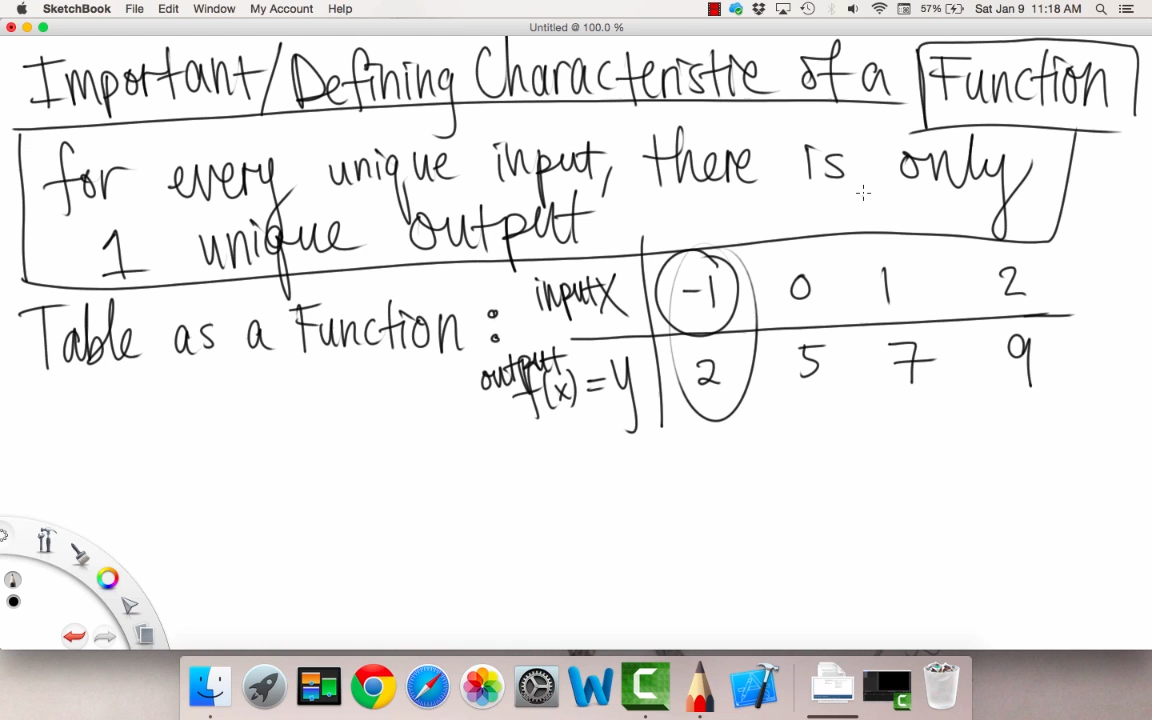 SketchBook File Edit Window My Account Help 57% Sat Jan 9 11:18 AM
Untitled @ 100.0 %
Important/Defining Characteristic of a Function
for every unique input, there is only
1 unique output
Table as a Function : input X -1 0 1 2
output f(x) = y 2 5 7 9